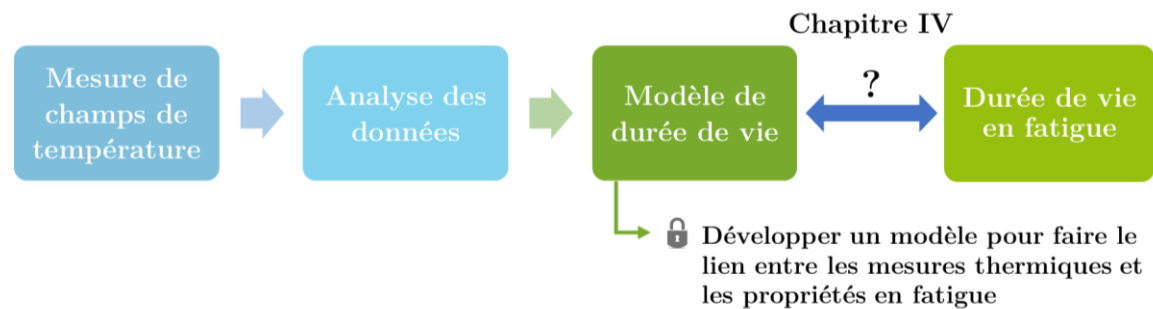 Chapitre IV
Mesure de
champs de
température
Analyse des
données
Modèle de
durée de vie
?
Durée de vie
en fatigue
Développer un modèle pour faire le
lien entre les mesures thermiques et
les propriétés en fatigue